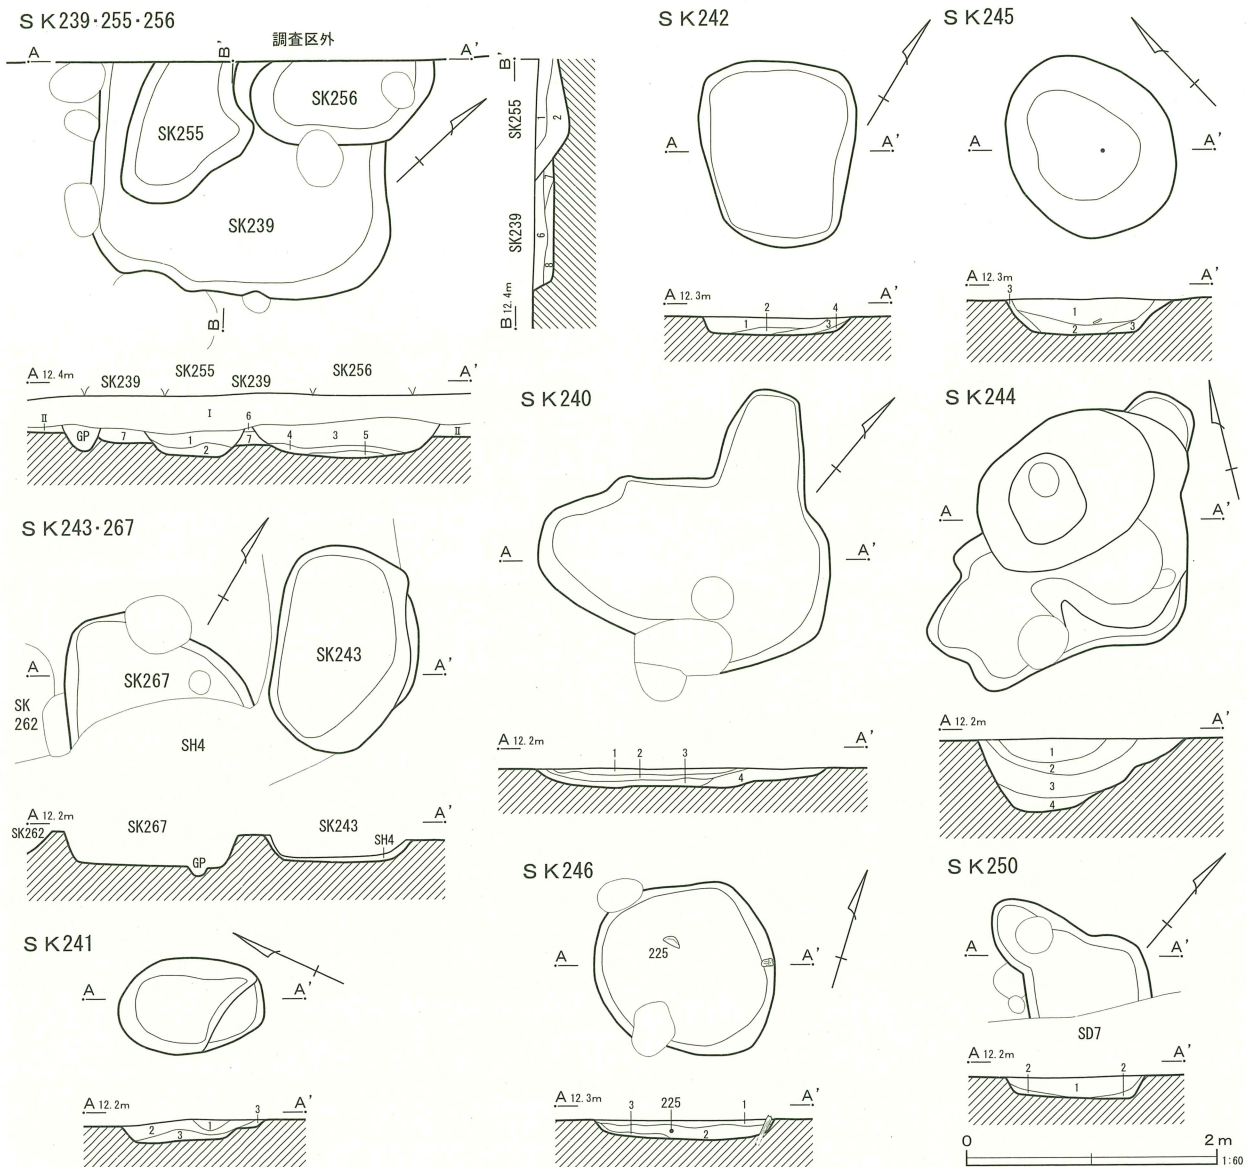 SK239·255·256
A
B'
調査区外
A'
SK256
SK255
SK239
B
B'
SK255
1
2
7
SK239
6
8
B 12.4m
A 12.4m
SK239
SK255
SK239
SK256
A'
I
6
II
GP
7
1
2
7
4
3
5
II
SK242
A
A'
A 12.3m
A'
2
4
1
3
SK245
A
A'
A 12.3m
A'
3
1
2
3
SK240
A
A'
A 12.2m
A'
1
2
3
4
SK244
A
A'
A 12.2m
A'
1
2
3
4
SK243·267
A
SK267
SK243
A'
SK
262
SH4
A 12.2m
A'
SK262
SK267
SK243
SH4
GP
SK241
A
A'
A 12.2m
A'
2
1
3
3
SK246
A
225
A'
A 12.3m
A'
3
225
1
2
SK250
A
A'
SD7
A 12.2m
A'
2
2
1
0
2m
1:60